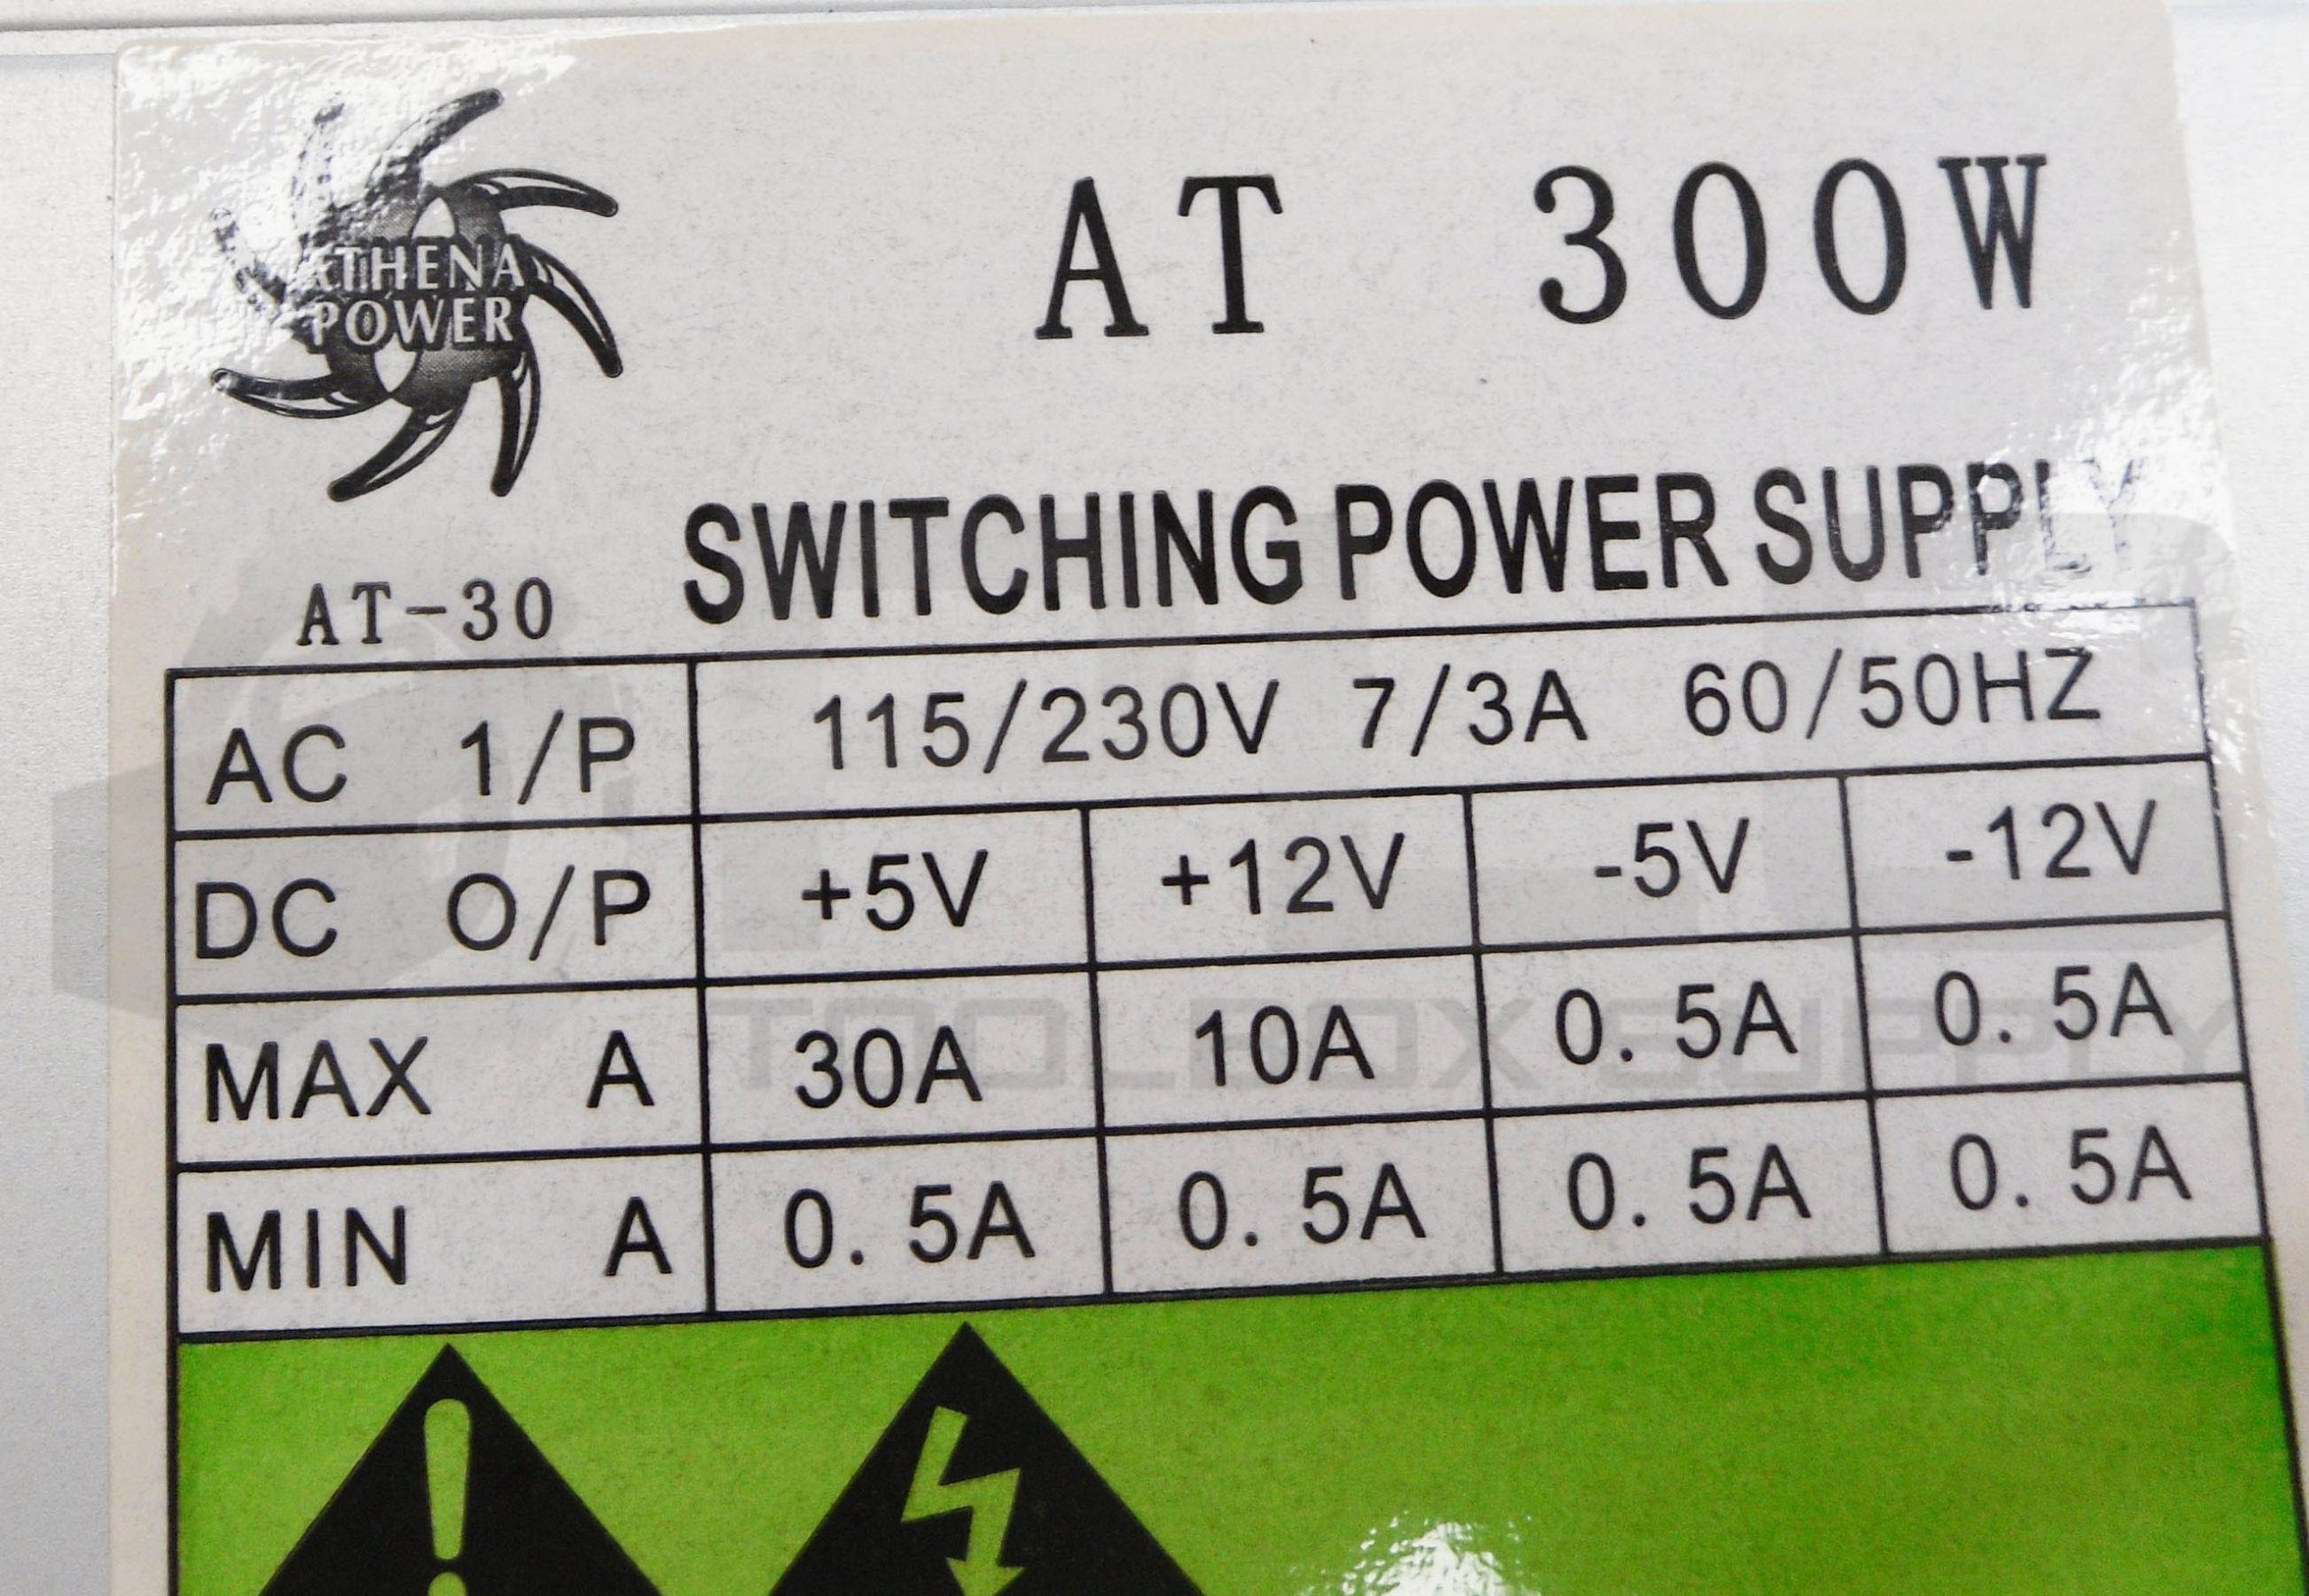 ATHENA
POWER
AT 300W
SWITCHING POWER SUPPLY
AT-30
AC 1/P 115/230V 7/3A 60/50HZ
DC O/P +5V +12V -5V -12V
MAX A 30A 10A 0.5A 0.5A
MIN A 0.5A 0.5A 0.5A 0.5A
TOOLBOX SUPPLY